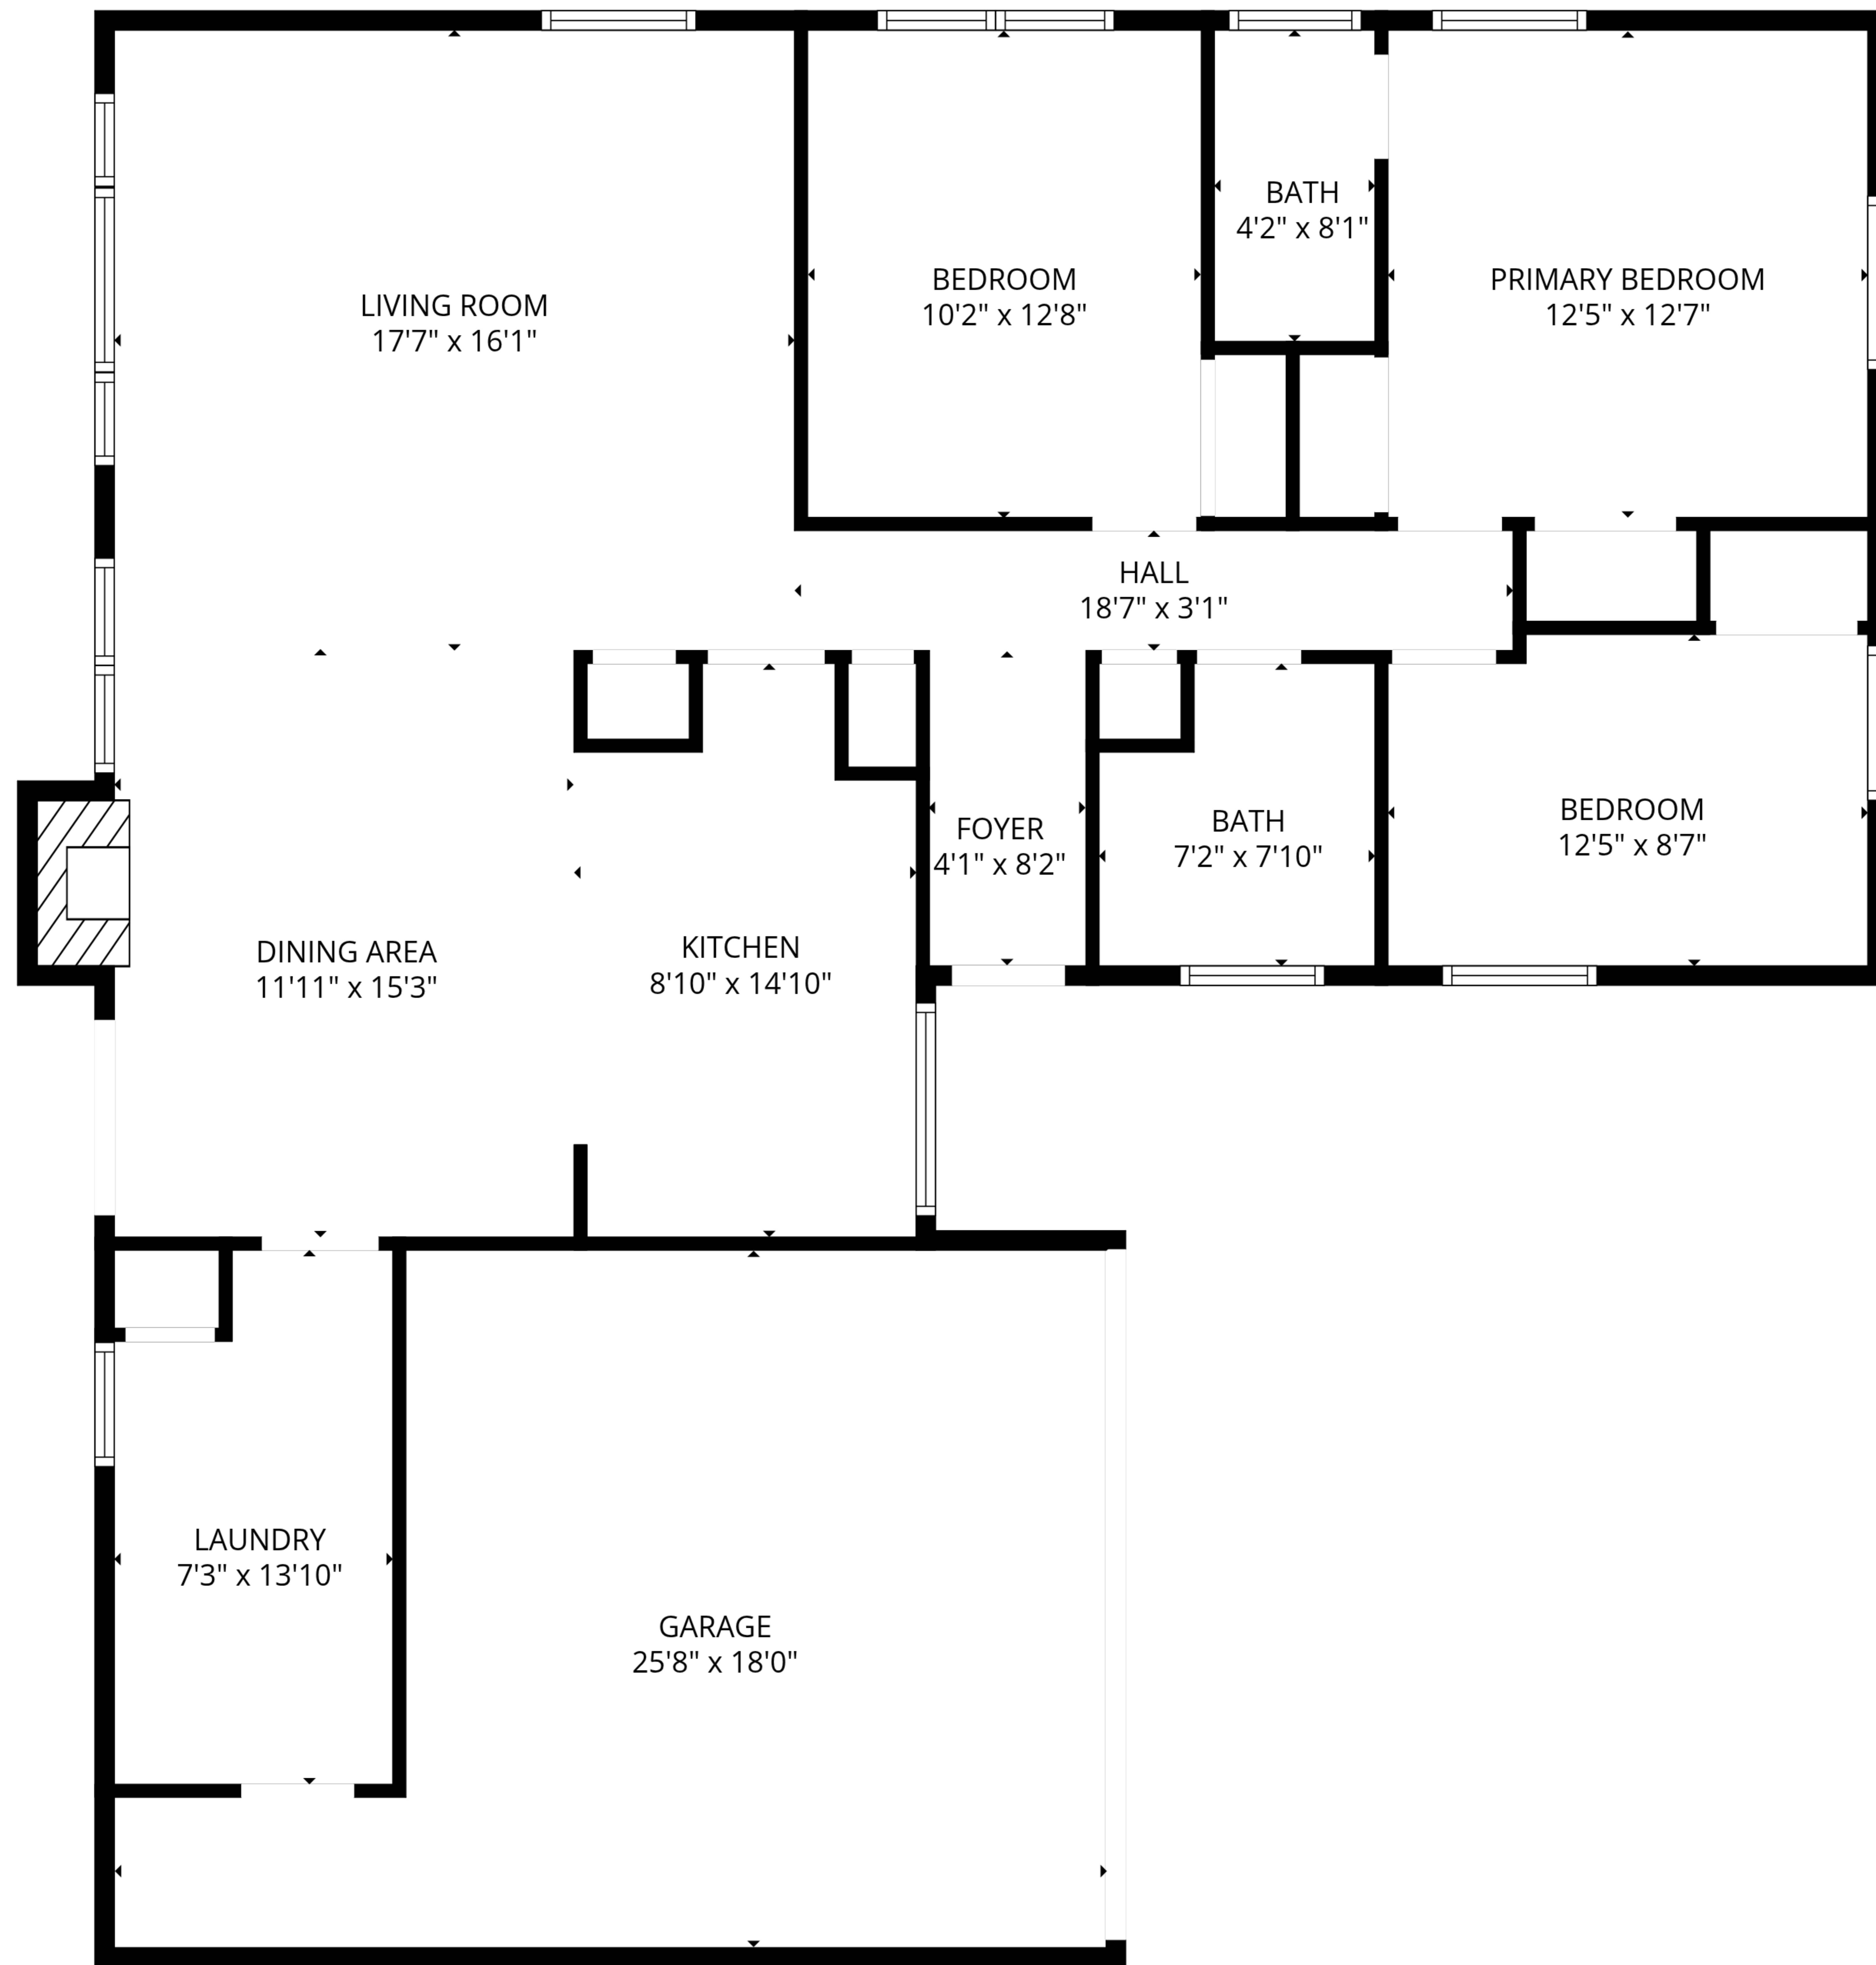 LIVING ROOM
17'7" x 16'1"
BEDROOM
10'2" x 12'8"
BATH
4'2" x 8'1"
PRIMARY BEDROOM
12'5" x 12'7"
HALL
18'7" x 3'1"
DINING AREA
11'11" x 15'3"
KITCHEN
8'10" x 14'10"
FOYER
4'1" x 8'2"
BATH
7'2" x 7'10"
BEDROOM
12'5" x 8'7"
LAUNDRY
7'3" x 13'10"
GARAGE
25'8" x 18'0"